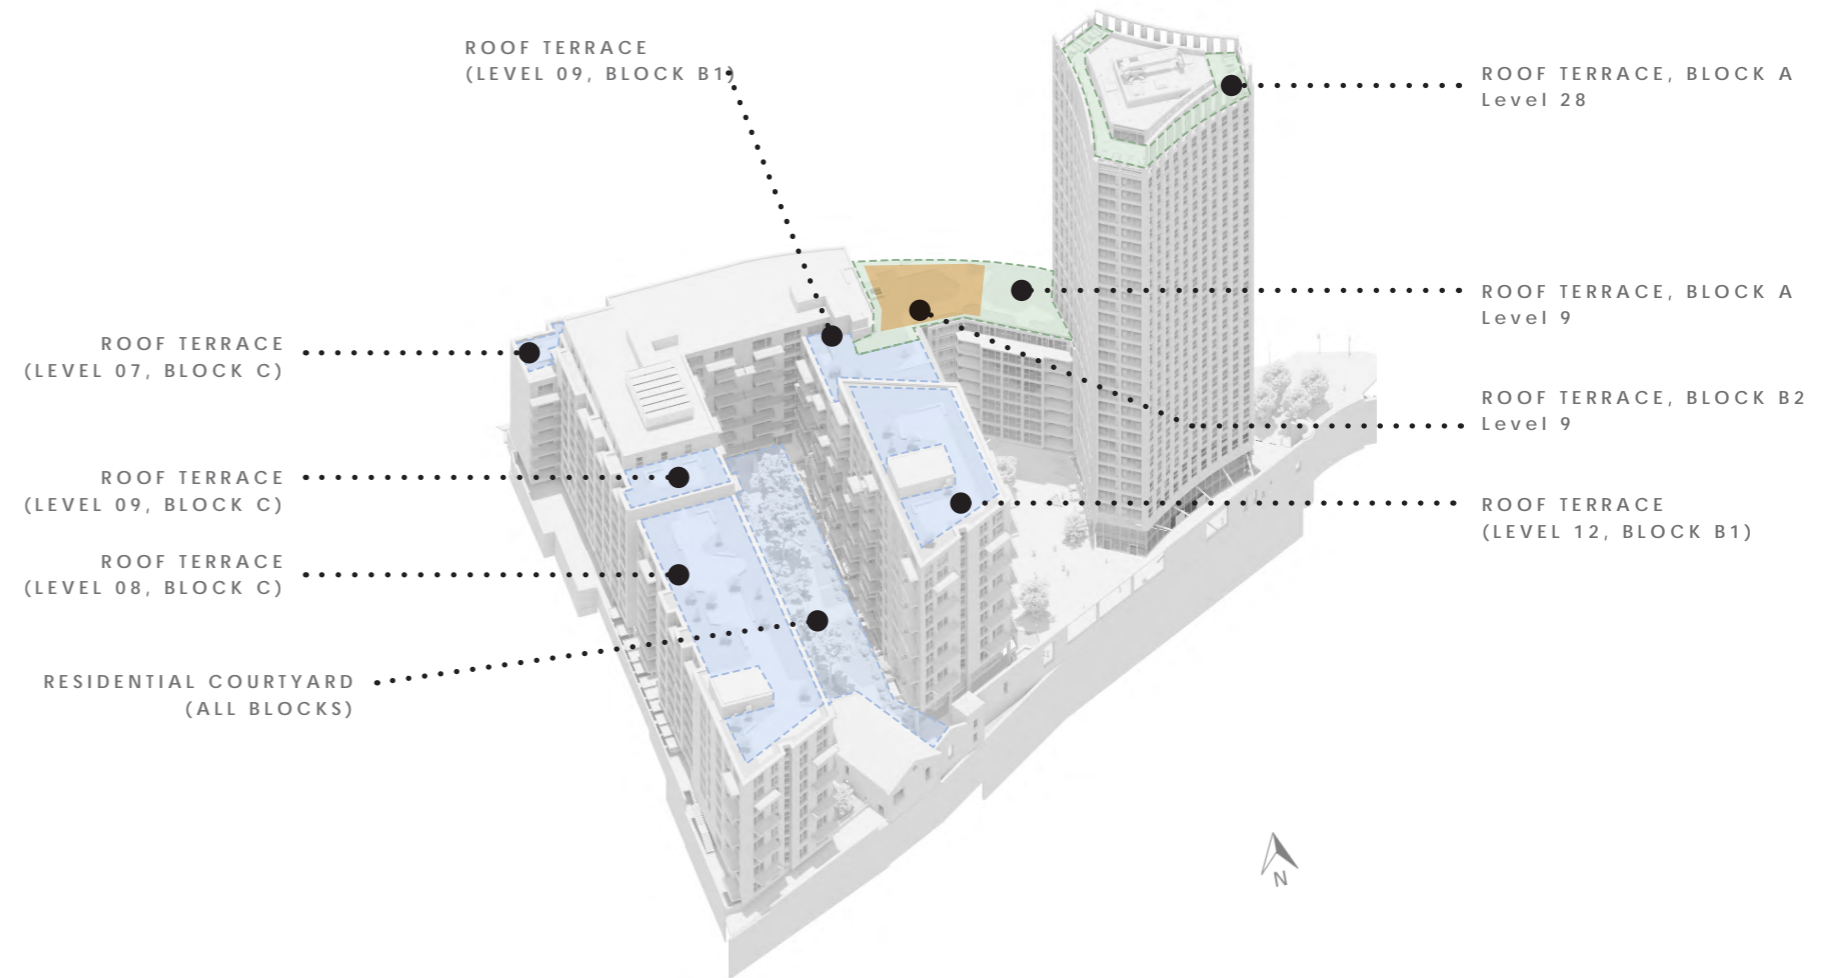 ROOF TERRACE
(LEVEL 09, BLOCK B1)
ROOF TERRACE, BLOCK A
Level 28
ROOF TERRACE, BLOCK A
Level 9
ROOF TERRACE
(LEVEL 07, BLOCK C)
ROOF TERRACE, BLOCK B2
Level 9
ROOF TERRACE
(LEVEL 09, BLOCK C)
ROOF TERRACE
(LEVEL 12, BLOCK B1)
ROOF TERRACE
(LEVEL 08, BLOCK C)
RESIDENTIAL COURTYARD
(ALL BLOCKS)
N